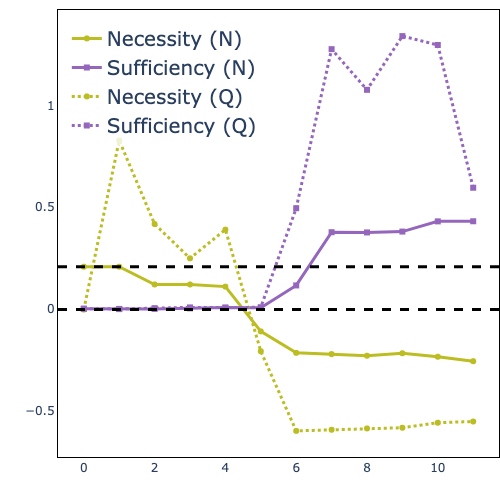 Necessity (N)
Sufficiency (N)
Necessity (Q)
Sufficiency (Q)
1
0.5
0
−0.5
0 2 4 6 8 10